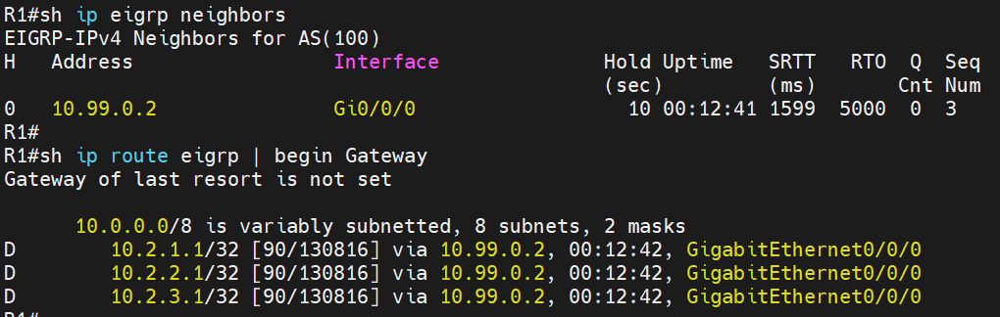 R1#sh ip eigrp neighbors
EIGRP-IPv4 Neighbors for AS(100)
H   Address                 Interface              Hold Uptime   SRTT   RTO  Q  Seq
                                                   (sec)         (ms)       Cnt Num
0   10.99.0.2               Gi0/0/0                  10 00:12:41 1599  5000  0  3
R1#
R1#sh ip route eigrp | begin Gateway
Gateway of last resort is not set

      10.0.0.0/8 is variably subnetted, 8 subnets, 2 masks
D        10.2.1.1/32 [90/130816] via 10.99.0.2, 00:12:42, GigabitEthernet0/0/0
D        10.2.2.1/32 [90/130816] via 10.99.0.2, 00:12:42, GigabitEthernet0/0/0
D        10.2.3.1/32 [90/130816] via 10.99.0.2, 00:12:42, GigabitEthernet0/0/0
R1#